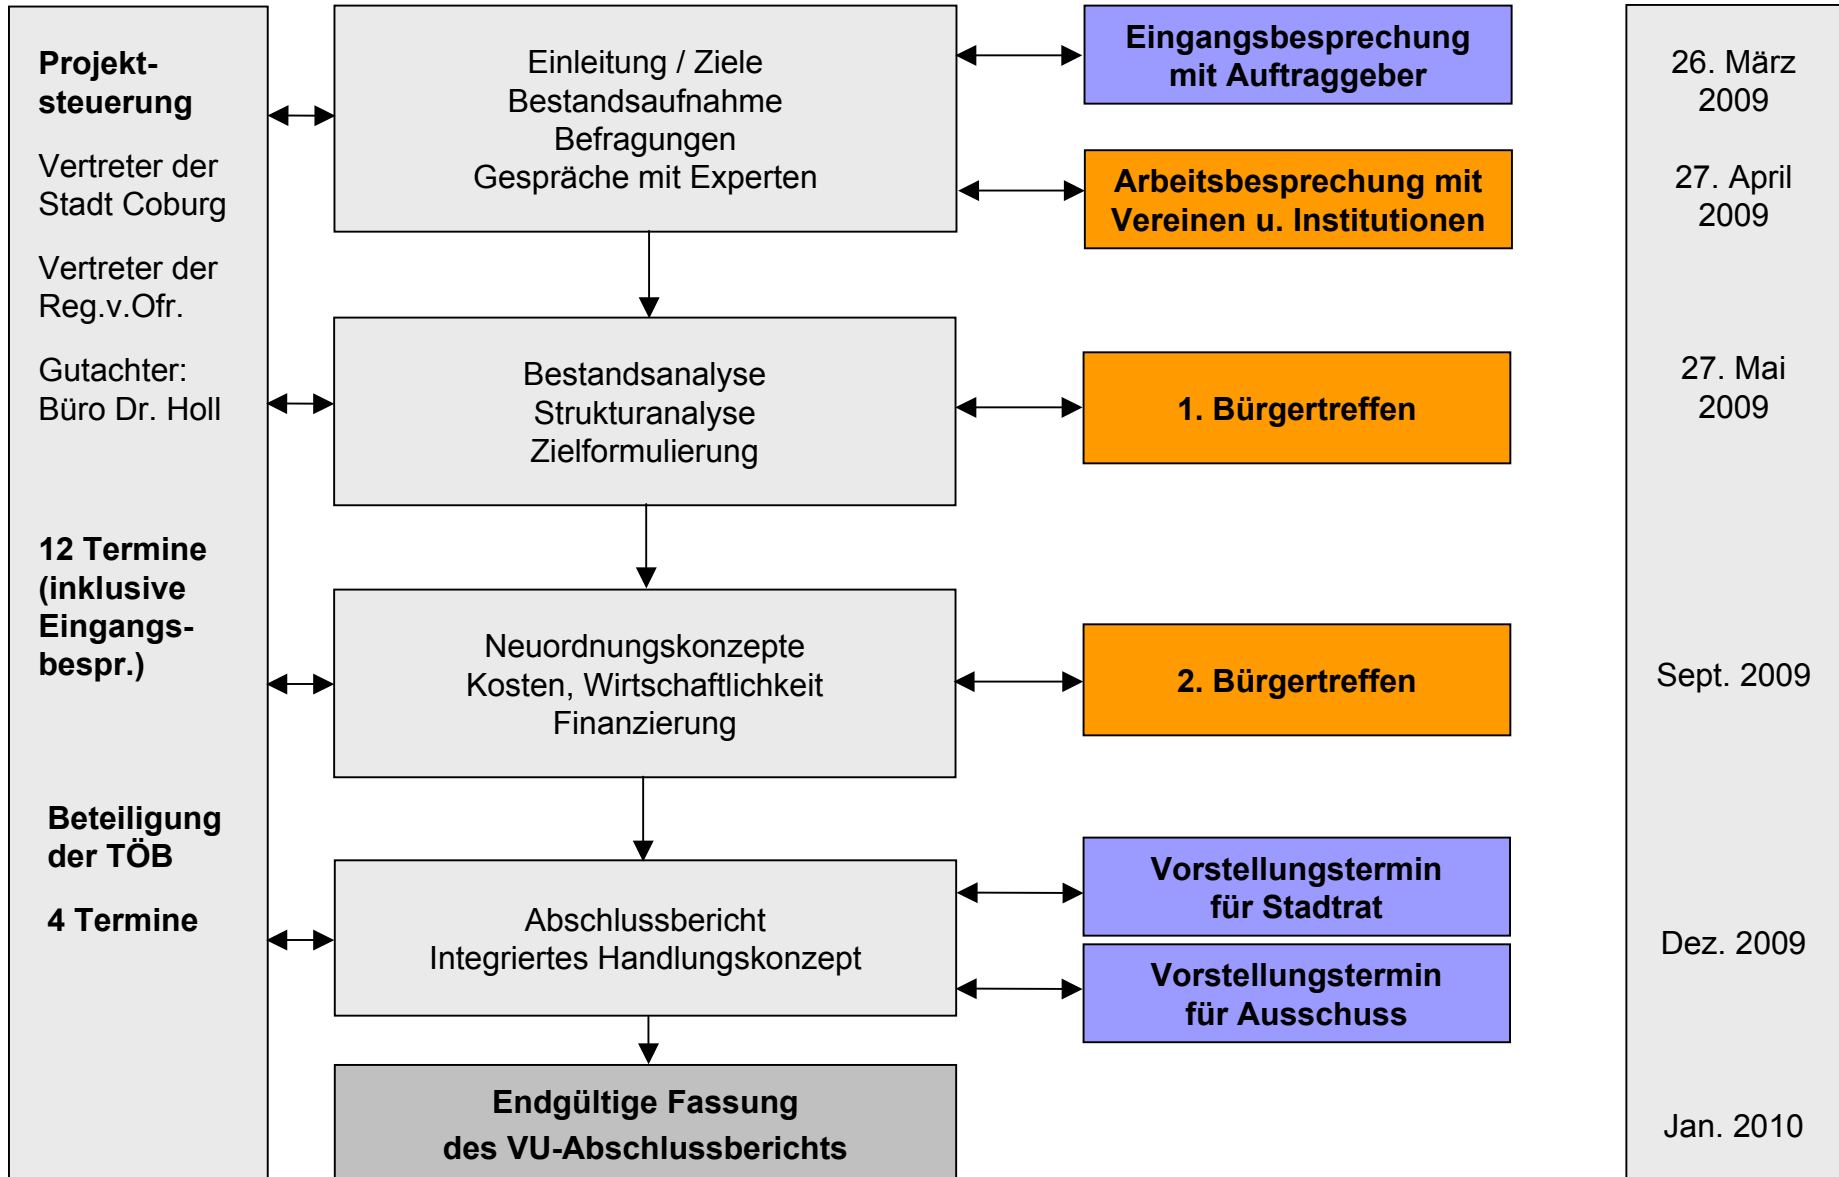 Projekt-
steuerung
Vertreter der
Stadt Coburg
Vertreter der
Reg.v.Ofr.
Gutachter:
Büro Dr. Holl
12 Termine
(inklusive
Eingangs-
bespr.)
Beteiligung
der TÖB
4 Termine
Einleitung / Ziele
Bestandsaufnahme
Befragungen
Gespräche mit Experten
Bestandsanalyse
Strukturanalyse
Zielformulierung
Neuordnungskonzepte
Kosten, Wirtschaftlichkeit
Finanzierung
Abschlussbericht
Integriertes Handlungskonzept
Endgültige Fassung
des VU-Abschlussberichts
Eingangsbesprechung
mit Auftraggeber
Arbeitsbesprechung mit
Vereinen u. Institutionen
1. Bürgertreffen
2. Bürgertreffen
Vorstellungstermin
für Stadtrat
Vorstellungstermin
für Ausschuss
26. März
2009
27. April
2009
27. Mai
2009
Sept. 2009
Dez. 2009
Jan. 2010